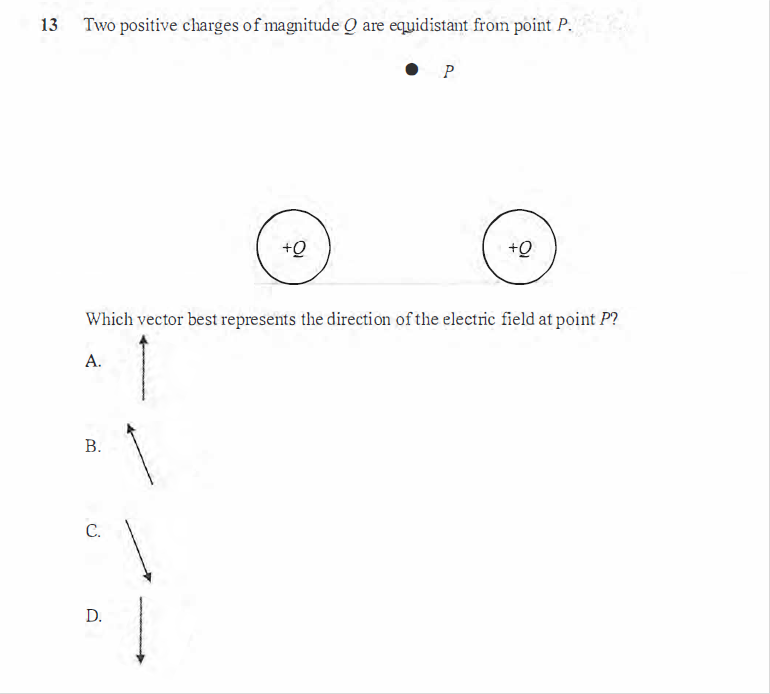 13 Two positive charges of magnitude Q are equidistant from point P.
P
+Q +Q
Which vector best represents the direction of the electric field at point P?
A.
B.
C.
D.